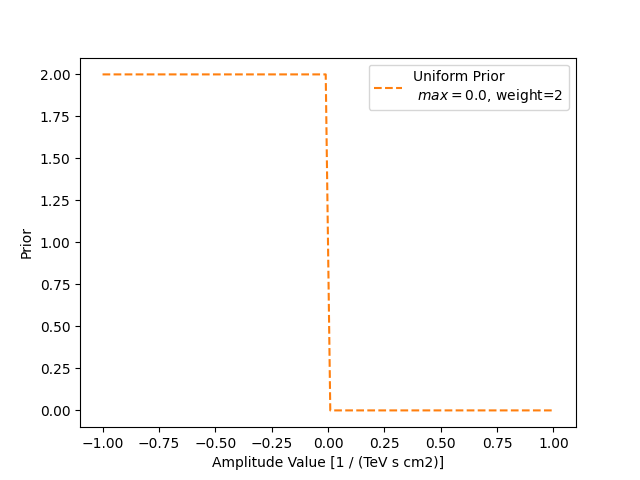 Uniform Prior
max = 0.0, weight=2
2.00
1.75
1.50
1.25
1.00
0.75
0.50
0.25
0.00
Prior
−1.00 −0.75 −0.50 −0.25 0.00 0.25 0.50 0.75 1.00
Amplitude Value [1 / (TeV s cm2)]